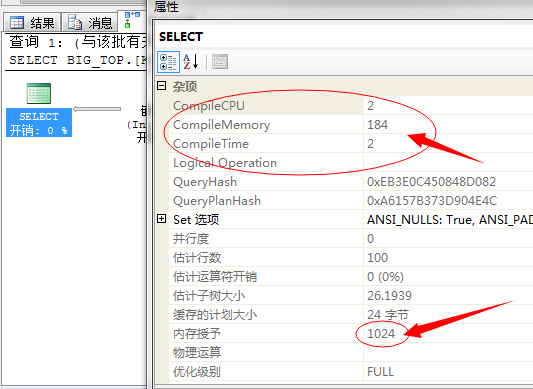 属性
结果 消息
查询 1: (与该批有
SELECT BIG_TOP.[K
SELECT
开销: 0 %
(In
开
SELECT
杂项
CompileCPU 2
CompileMemory 184
CompileTime 2
Logical Operation
QueryHash 0xEB3E0C450848D082
QueryPlanHash 0xA6157B373D904E4C
Set 选项 ANSI_NULLS: True, ANSI_PAD
并行度 0
估计行数 100
估计运算符开销 0 (0%)
估计子树大小 26.1939
缓存的计划大小 24 字节
内存授予 1024
物理运算
优化级别 FULL